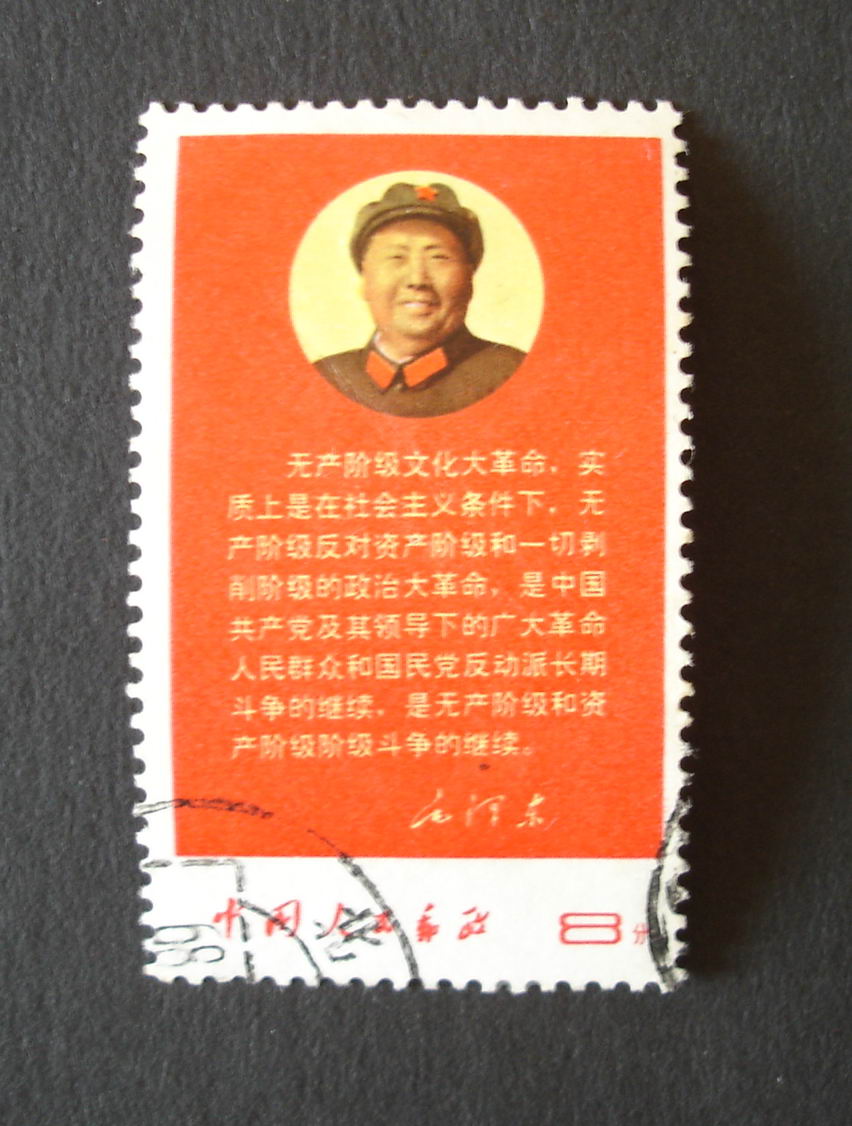 无产阶级文化大革命，实
质上是在社会主义条件下，无
产阶级反对资产阶级和一切剥
削阶级的政治大革命，是中国
共产党及其领导下的广大革命
人民群众和国民党反动派长期
斗争的继续，是无产阶级和资
产阶级阶级斗争的继续。
毛泽东
中国人民邮政 8分